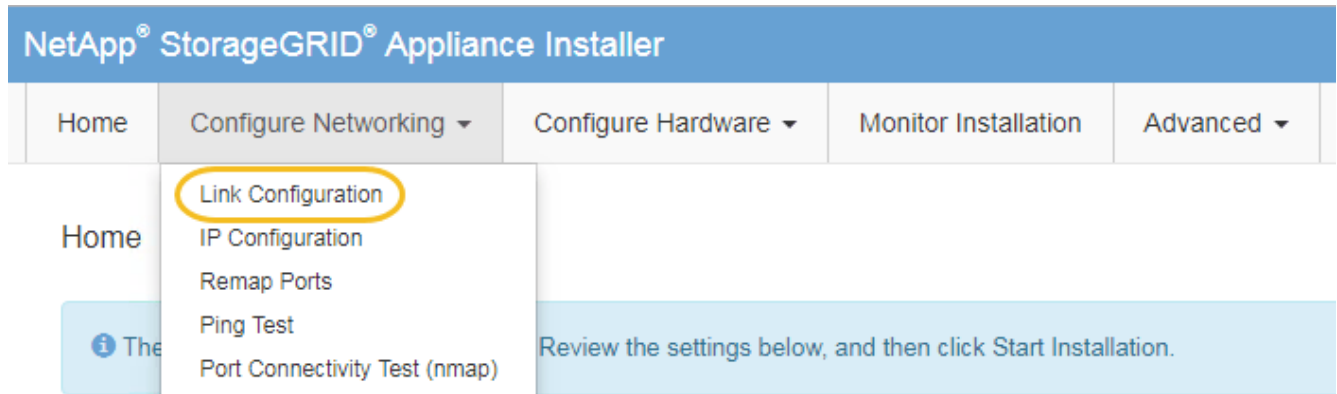 NetApp® StorageGRID® Appliance Installer
Home Configure Networking Configure Hardware Monitor Installation Advanced
Link Configuration
Home
IP Configuration
Remap Ports
Ping Test
The Review the settings below, and then click Start Installation.
Port Connectivity Test (nmap)